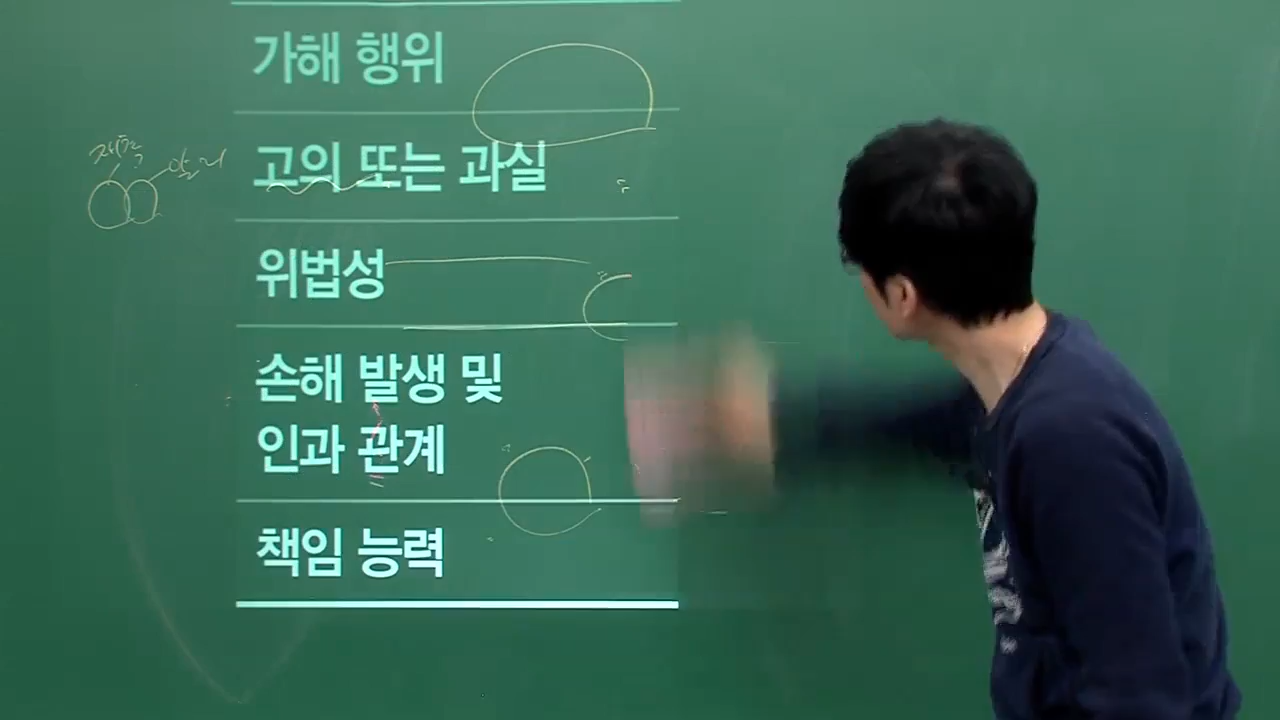 가해 행위
고의 또는 과실
위법성
손해 발생 및
인과 관계
책임 능력